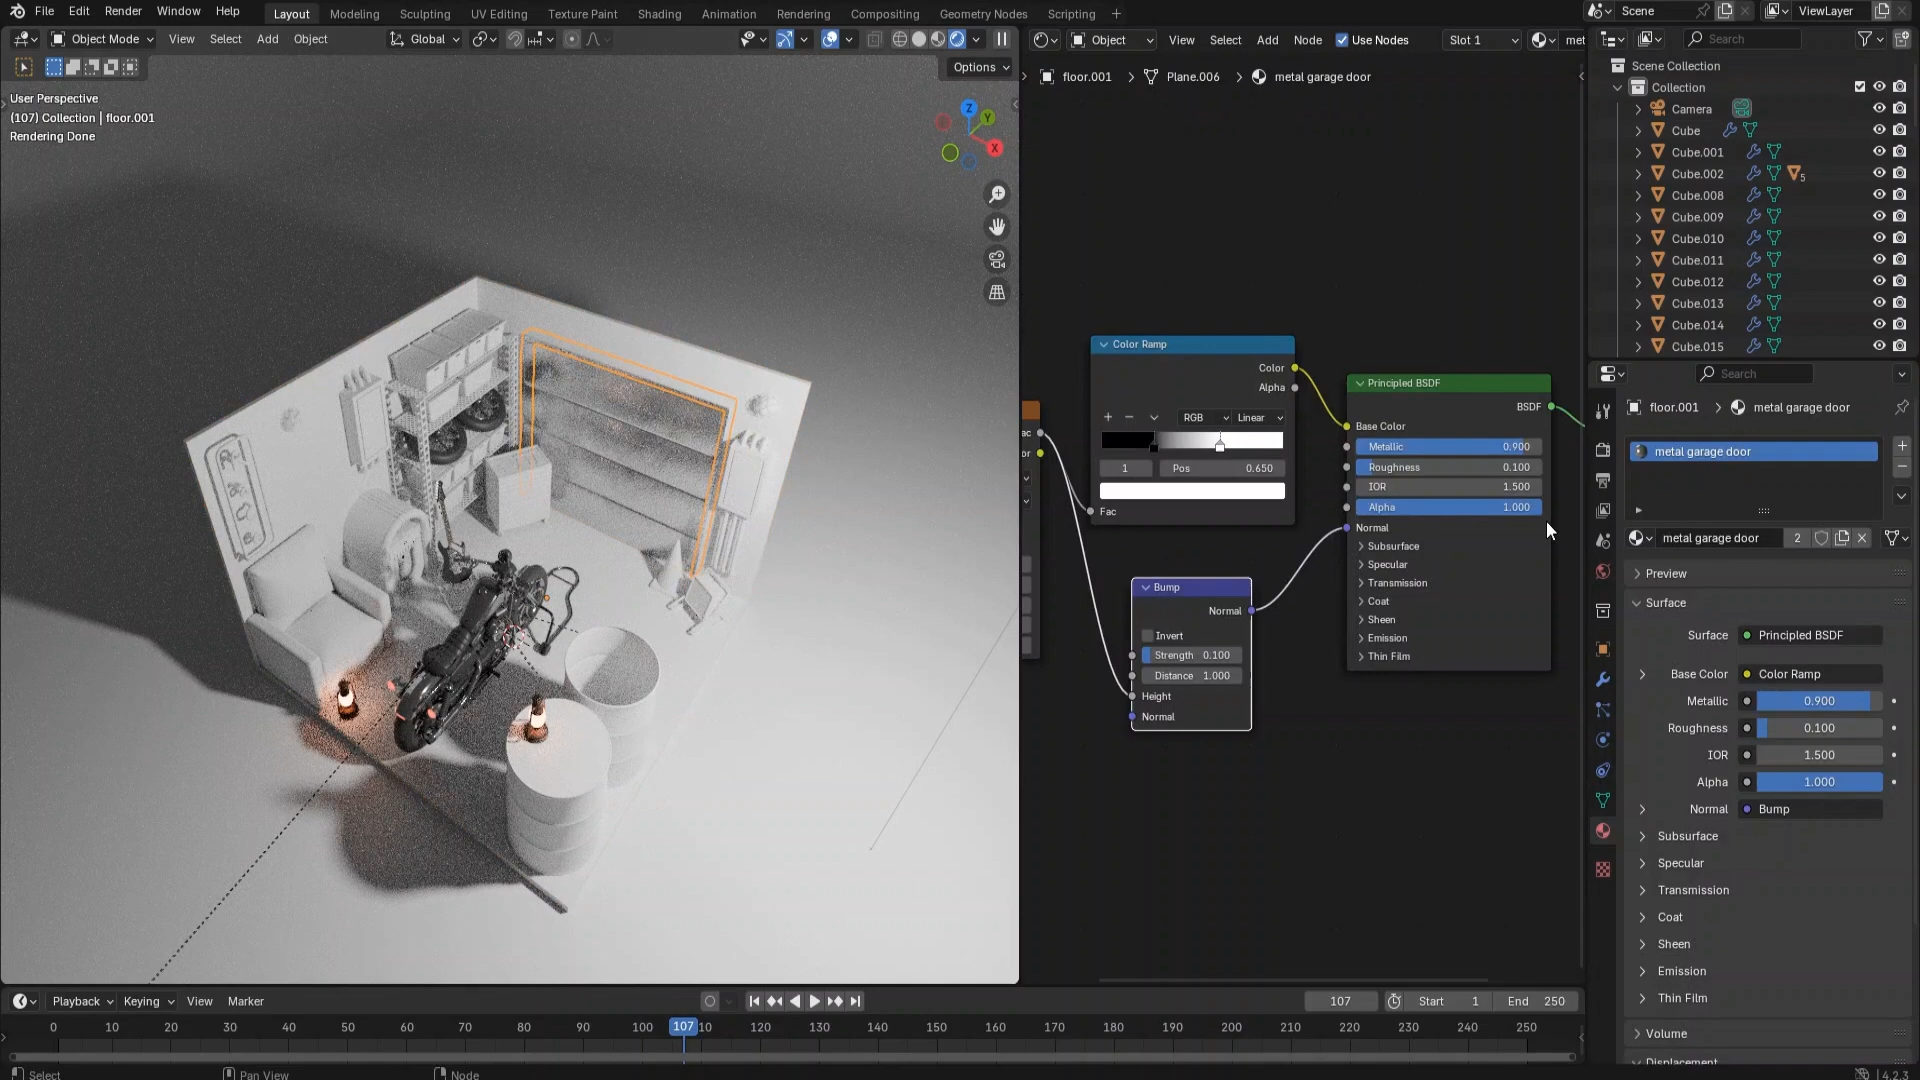 File Edit Render Window Help
Layout Modeling Sculpting UV Editing Texture Paint Shading Animation Rendering Compositing Geometry Nodes Scripting +
Scene ViewLayer
Object Mode View Select Add Object Global
Object View Select Add Node Use Nodes Slot 1 met
Search
Options
User Perspective
(107) Collection | floor.001
Rendering Done
Z
Y
X
floor.001 > Plane.006 > metal garage door
Scene Collection
Collection
Camera
Cube
Cube.001
Cube.002 5
Cube.008
Cube.009
Cube.010
Cube.011
Cube.012
Cube.013
Cube.014
Cube.015
Color Ramp
Color
Alpha
RGB Linear
1 Pos 0.650
Fac
ac
or
Principled BSDF
BSDF
Base Color
Metallic 0.900
Roughness 0.100
IOR 1.500
Alpha 1.000
Normal
Subsurface
Specular
Transmission
Coat
Sheen
Emission
Thin Film
Bump
Normal
Invert
Strength 0.100
Distance 1.000
Height
Normal
Search
floor.001 > metal garage door
metal garage door
metal garage door 2
Preview
Surface
Surface Principled BSDF
Base Color Color Ramp
Metallic 0.900
Roughness 0.100
IOR 1.500
Alpha 1.000
Normal Bump
Subsurface
Specular
Transmission
Coat
Sheen
Emission
Thin Film
Volume
Displacement
Playback Keying View Marker
107 Start 1 End 250
0 10 20 30 40 50 60 70 80 90 100 107 10 120 130 140 150 160 170 180 190 200 210 220 230 240 250
Select Pan View Node
4.2.3